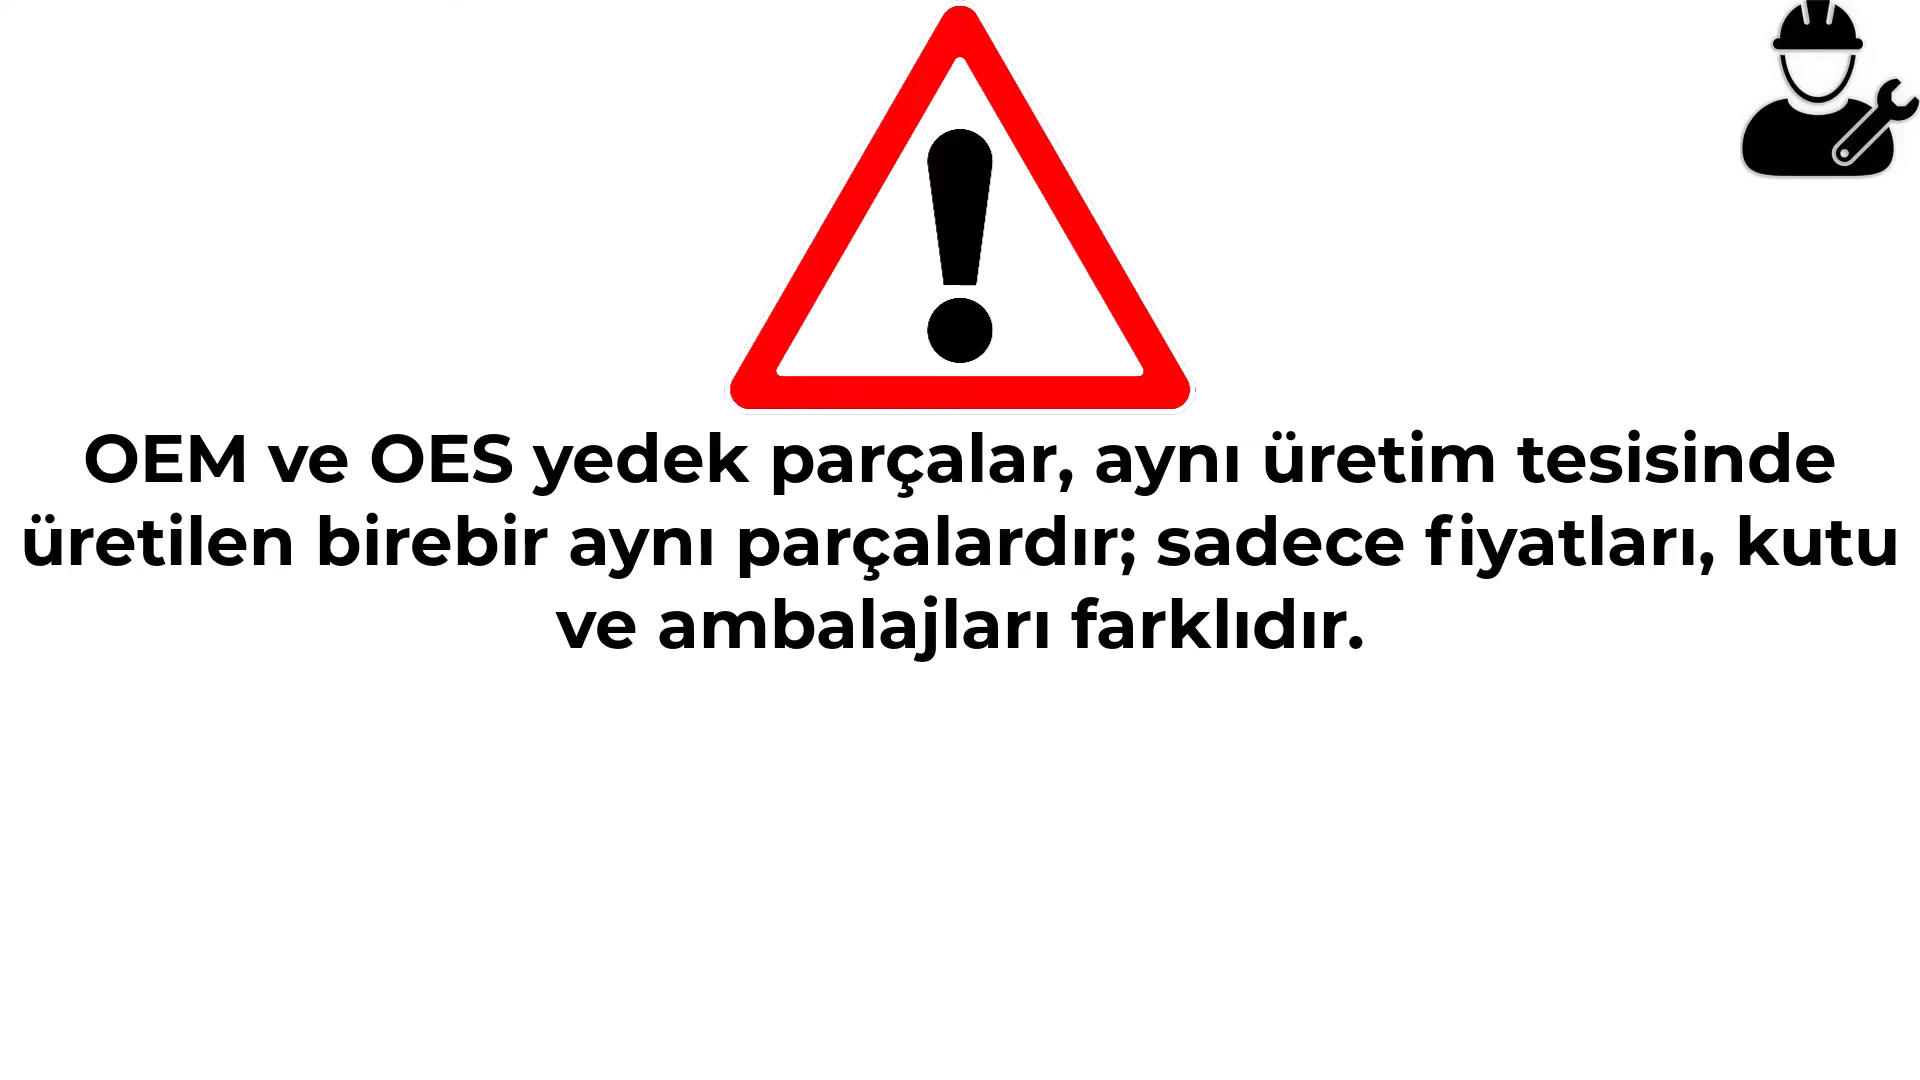 OEM ve OES yedek parçalar, aynı üretim tesisinde
üretilen birebir aynı parçalardır; sadece fiyatları, kutu
ve ambalajları farklıdır.